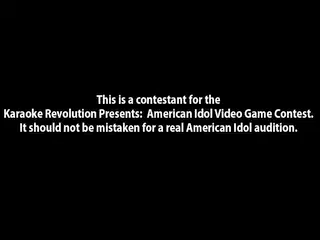 This is a contestant for the
Karaoke Revolution Presents:  American Idol Video Game Contest.
It should not be mistaken for a real American Idol audition.